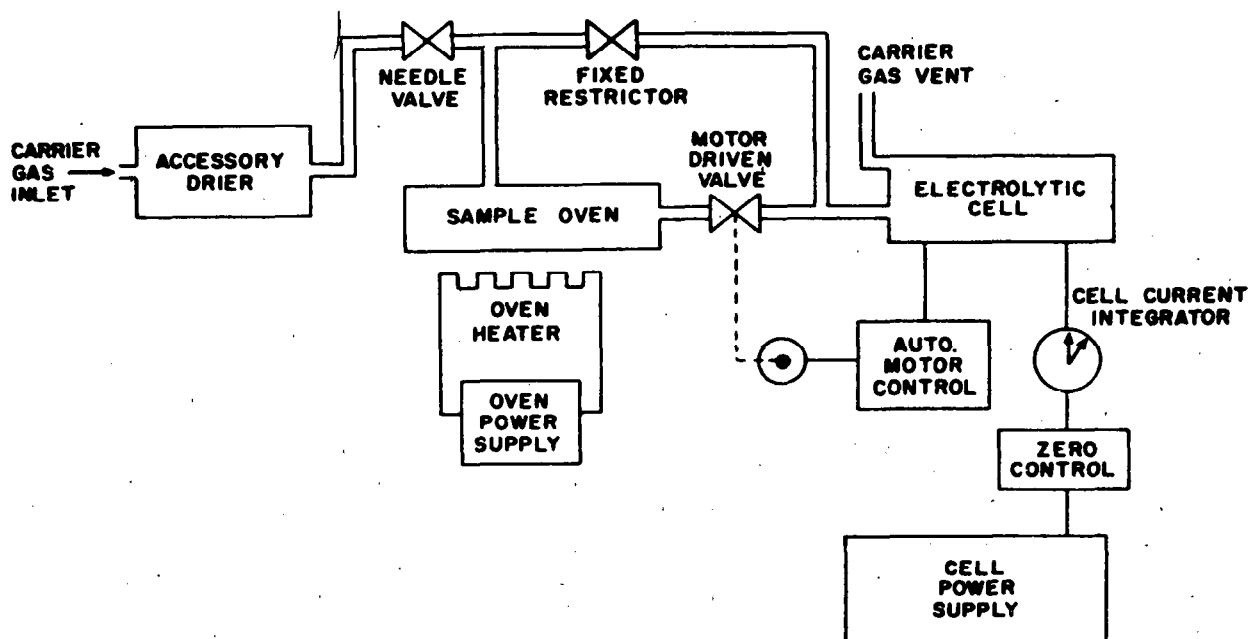 NEEDLE
VALVE
FIXED
RESTRICTOR
CARRIER
GAS VENT
CARRIER
GAS
INLET
ACCESSORY
DRIER
MOTOR
DRIVEN
VALVE
SAMPLE OVEN
ELECTROLYTIC
CELL
OVEN
HEATER
CELL CURRENT
INTEGRATOR
AUTO.
MOTOR
CONTROL
OVEN
POWER
SUPPLY
ZERO
CONTROL
CELL
POWER
SUPPLY